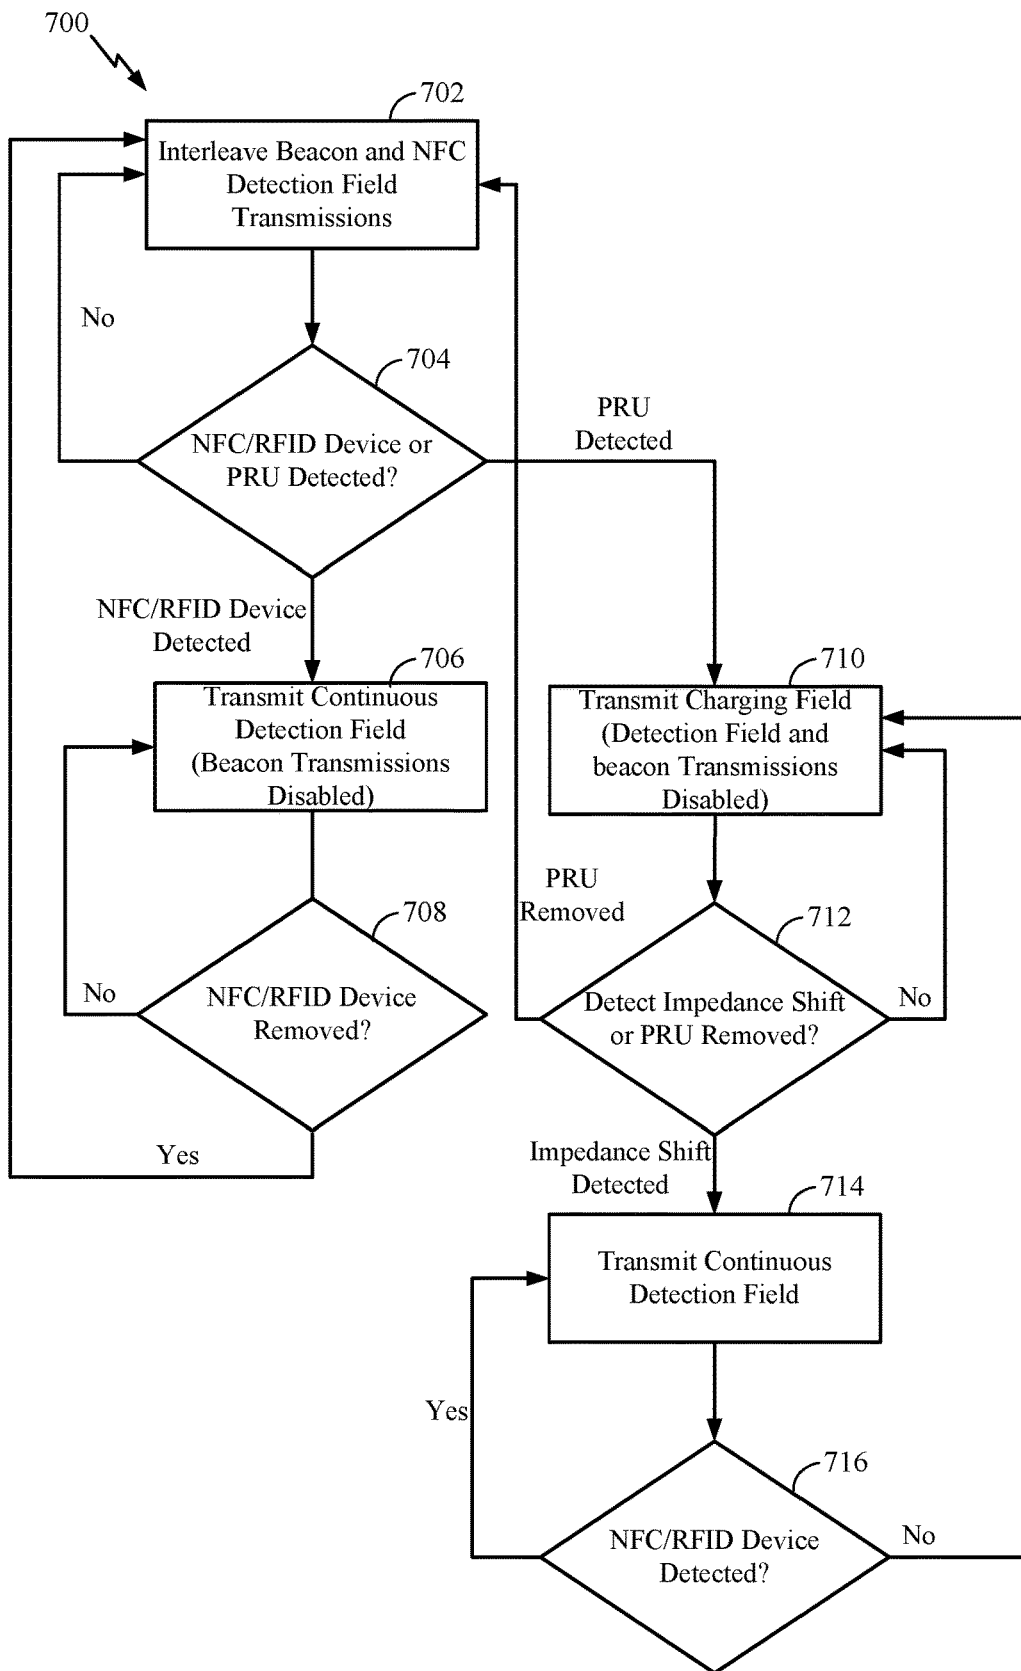 700
702
Interleave Beacon and NFC
Detection Field
Transmissions
No
704
NFC/RFID Device or
PRU Detected?
PRU
Detected
NFC/RFID Device
Detected
706
Transmit Continuous
Detection Field
(Beacon Transmissions
Disabled)
710
Transmit Charging Field
(Detection Field and
beacon Transmissions
Disabled)
PRU
Removed
708
NFC/RFID Device
Removed?
No
Yes
712
Detect Impedance Shift
or PRU Removed?
No
Impedance Shift
Detected
714
Transmit Continuous
Detection Field
Yes
716
NFC/RFID Device
Detected?
No